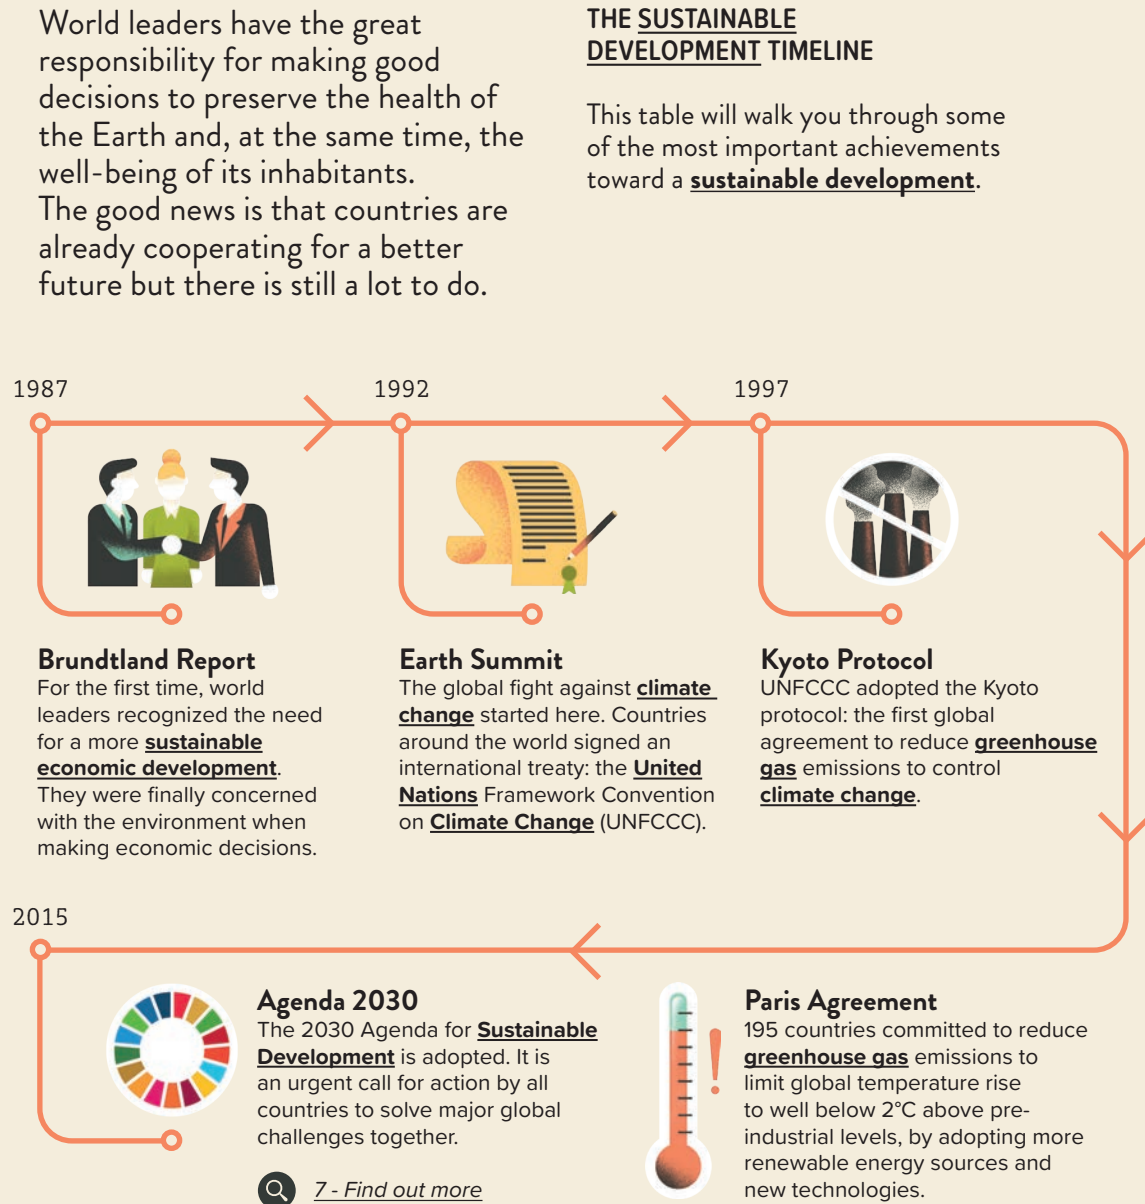 World leaders have the great
responsibility for making good
decisions to preserve the health of
the Earth and, at the same time, the
well-being of its inhabitants.
The good news is that countries are
already cooperating for a better
future but there is still a lot to do.
THE SUSTAINABLE
DEVELOPMENT TIMELINE
This table will walk you through some
of the most important achievements
toward a sustainable development.
1987
Brundtland Report
For the first time, world
leaders recognized the need
for a more sustainable
economic development.
They were finally concerned
with the environment when
making economic decisions.
1992
Earth Summit
The global fight against climate
change started here. Countries
around the world signed an
international treaty: the United
Nations Framework Convention
on Climate Change (UNFCCC).
1997
Kyoto Protocol
UNFCCC adopted the Kyoto
protocol: the first global
agreement to reduce greenhouse
gas emissions to control
climate change.
2015
Agenda 2030
The 2030 Agenda for Sustainable
Development is adopted. It is
an urgent call for action by all
countries to solve major global
challenges together.
7 - Find out more
Paris Agreement
195 countries committed to reduce
greenhouse gas emissions to
limit global temperature rise
to well below 2°C above pre-
industrial levels, by adopting more
renewable energy sources and
new technologies.